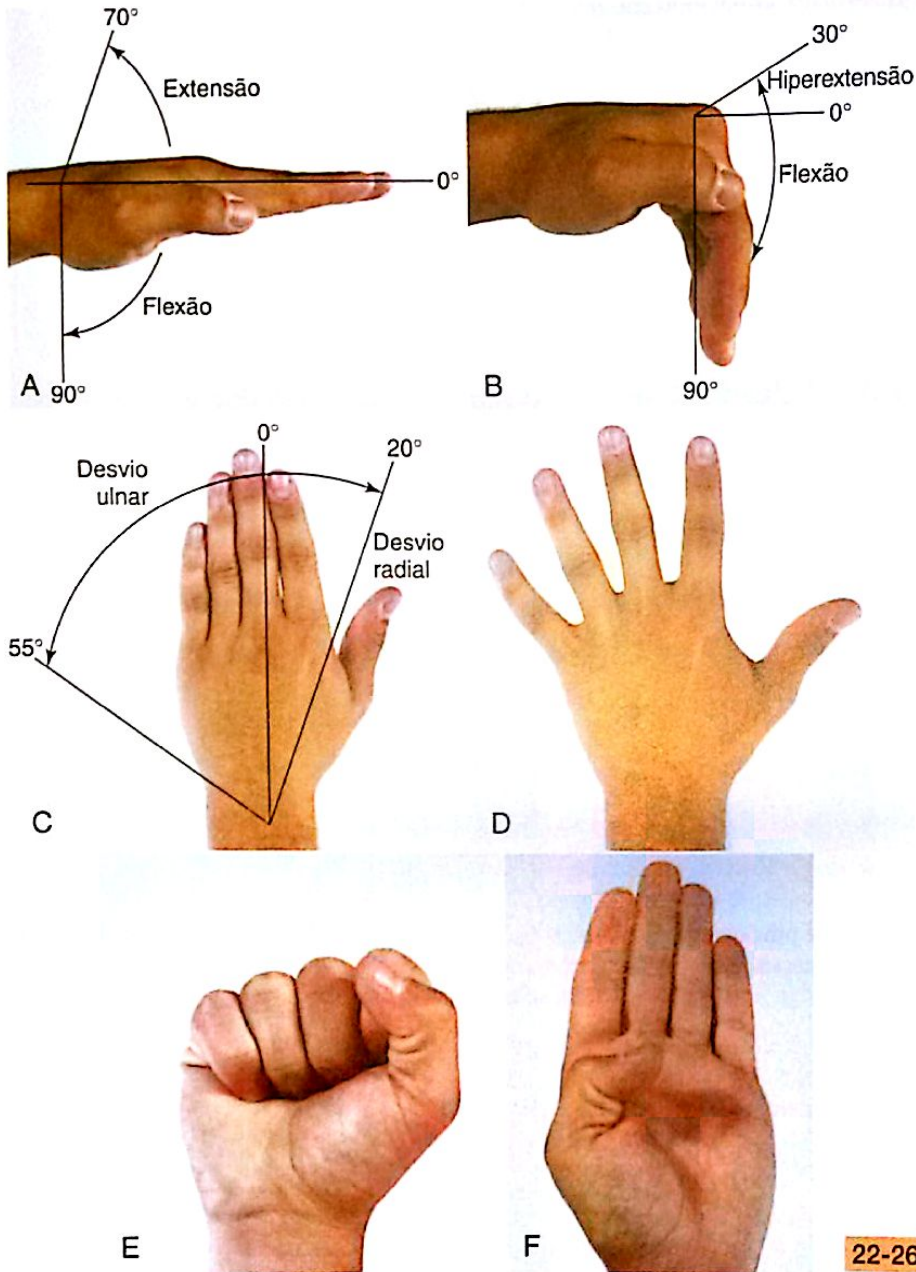 70°
Extensão
0°
Flexão
90°
A
30°
Hiperextensão
0°
Flexão
90°
B
0°
20°
Desvio
ulnar
Desvio
radial
55°
C
D
E
F
22-26